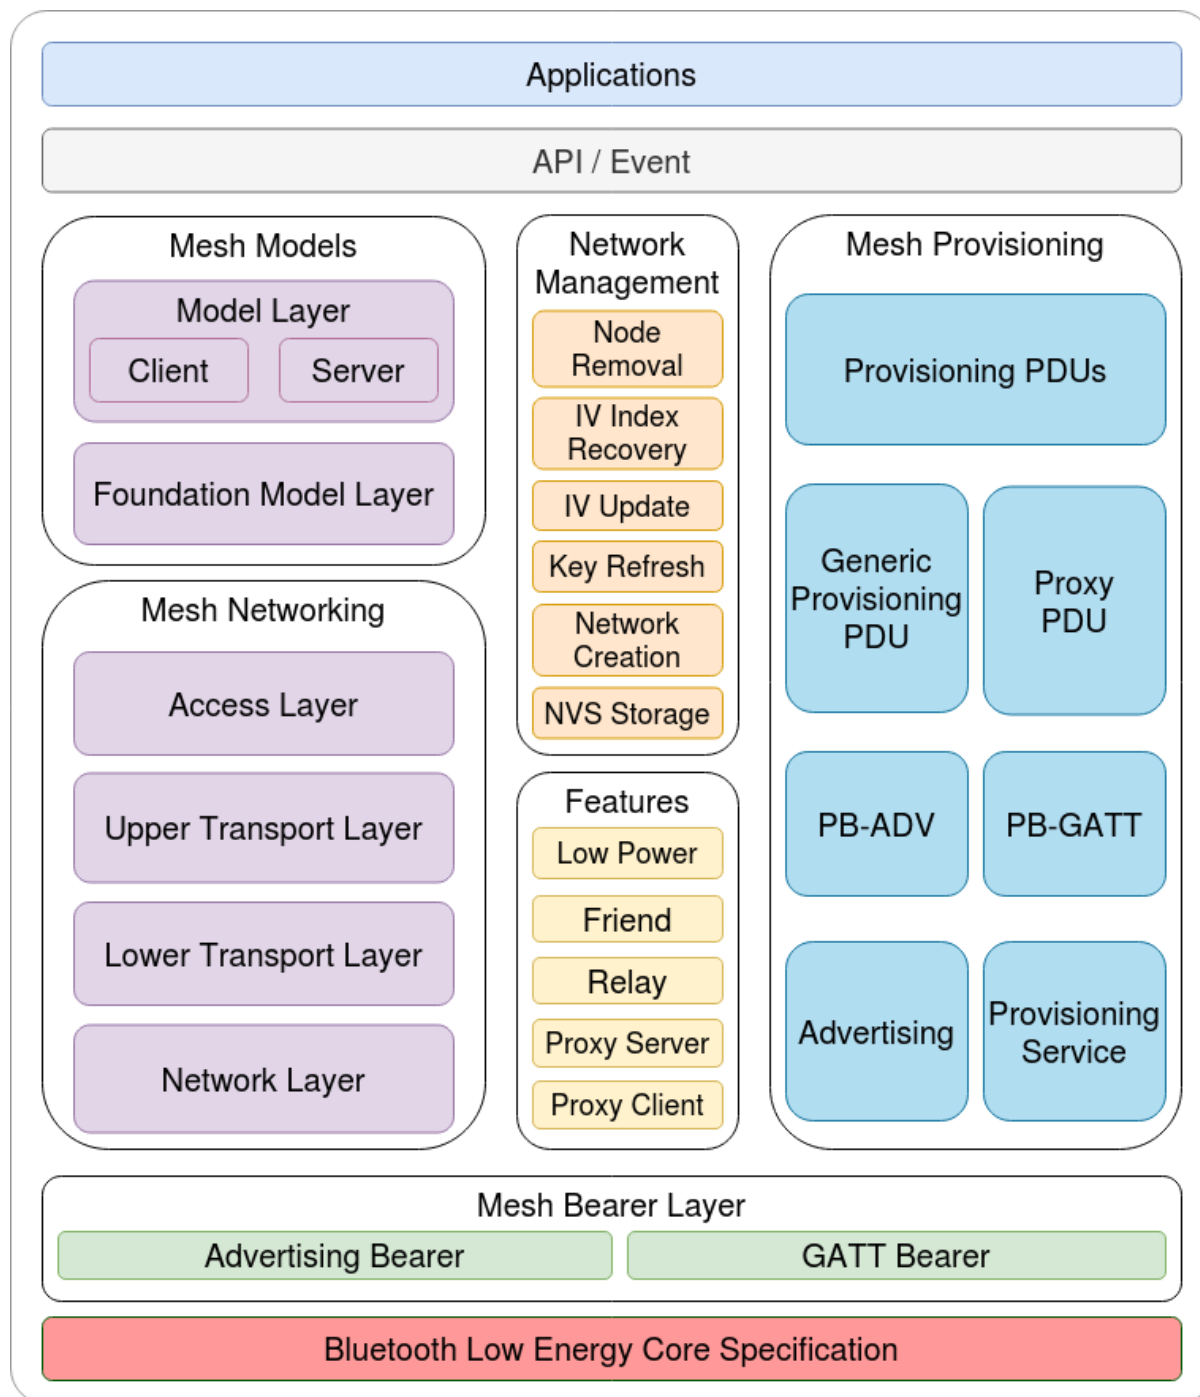 Applications
API / Event
Mesh Models
Model Layer
Client
Server
Foundation Model Layer
Mesh Networking
Access Layer
Upper Transport Layer
Lower Transport Layer
Network Layer
Network
Management
Node
Removal
IV Index
Recovery
IV Update
Key Refresh
Network
Creation
NVS Storage
Features
Low Power
Friend
Relay
Proxy Server
Proxy Client
Mesh Provisioning
Provisioning PDUs
Generic
Provisioning
PDU
Proxy
PDU
PB-ADV
PB-GATT
Advertising
Provisioning
Service
Mesh Bearer Layer
Advertising Bearer
GATT Bearer
Bluetooth Low Energy Core Specification